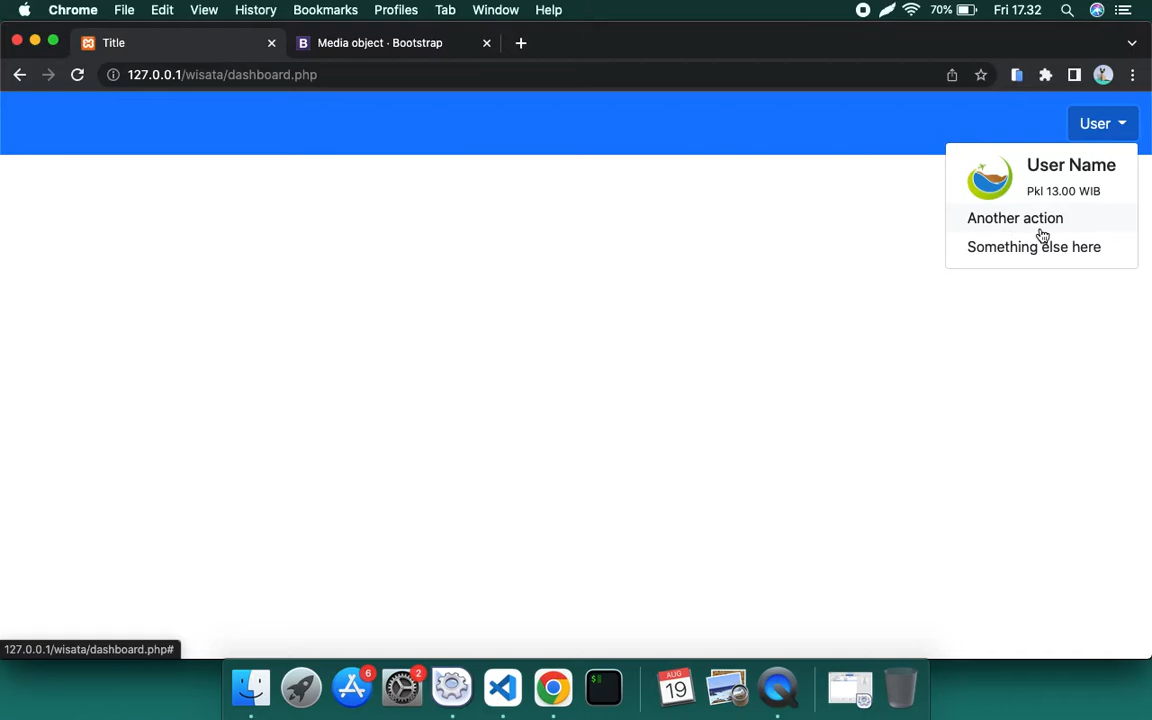 Chrome File Edit View History Bookmarks Profiles Tab Window Help 70% Fri 17.32
Title Media object · Bootstrap
127.0.0.1/wisata/dashboard.php
User
User Name
Pkl 13.00 WIB
Another action
Something else here
127.0.0.1/wisata/dashboard.php#
6 2 AUG
19